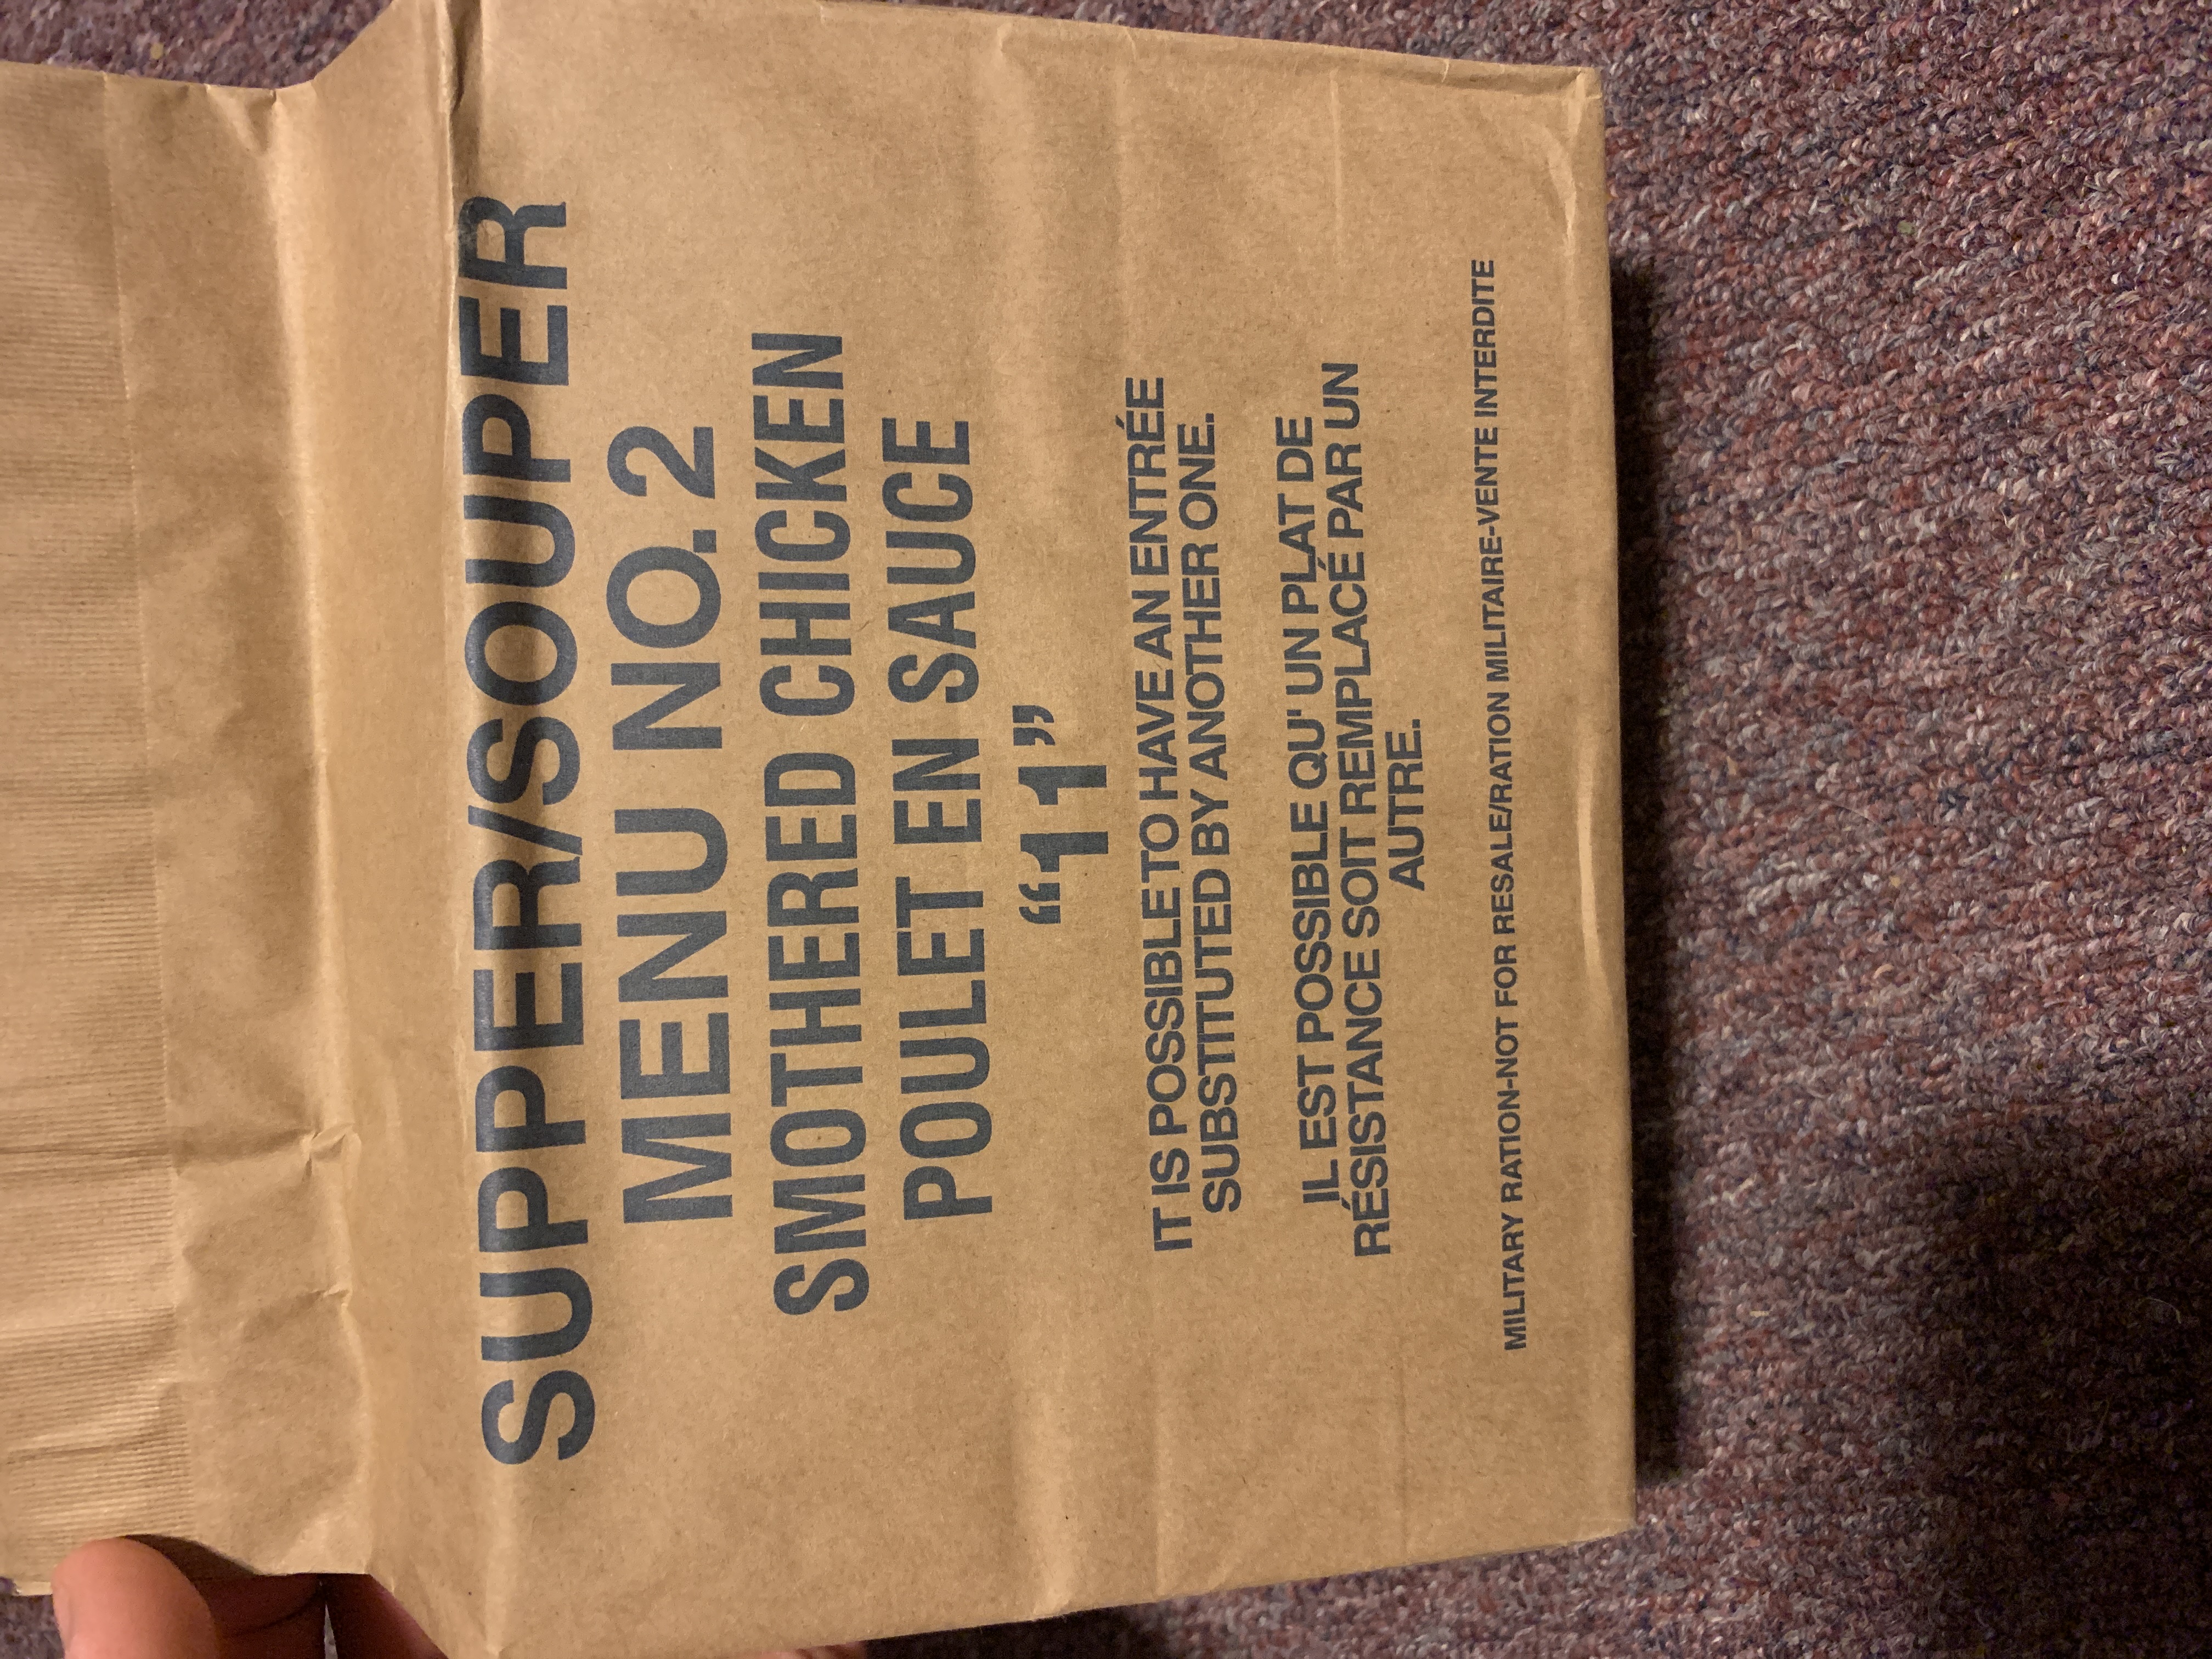 SUPPER/SOUPER
MENU NO. 2
SMOTHERED CHICKEN
POULET EN SAUCE
“11”
IT IS POSSIBLE TO HAVE AN ENTRÉE
SUBSTITUTED BY ANOTHER ONE.
IL EST POSSIBLE QU' UN PLAT DE
RÉSISTANCE SOIT REMPLACÉ PAR UN
AUTRE.
MILITARY RATION-NOT FOR RESALE/RATION MILITAIRE-VENTE INTERDITE